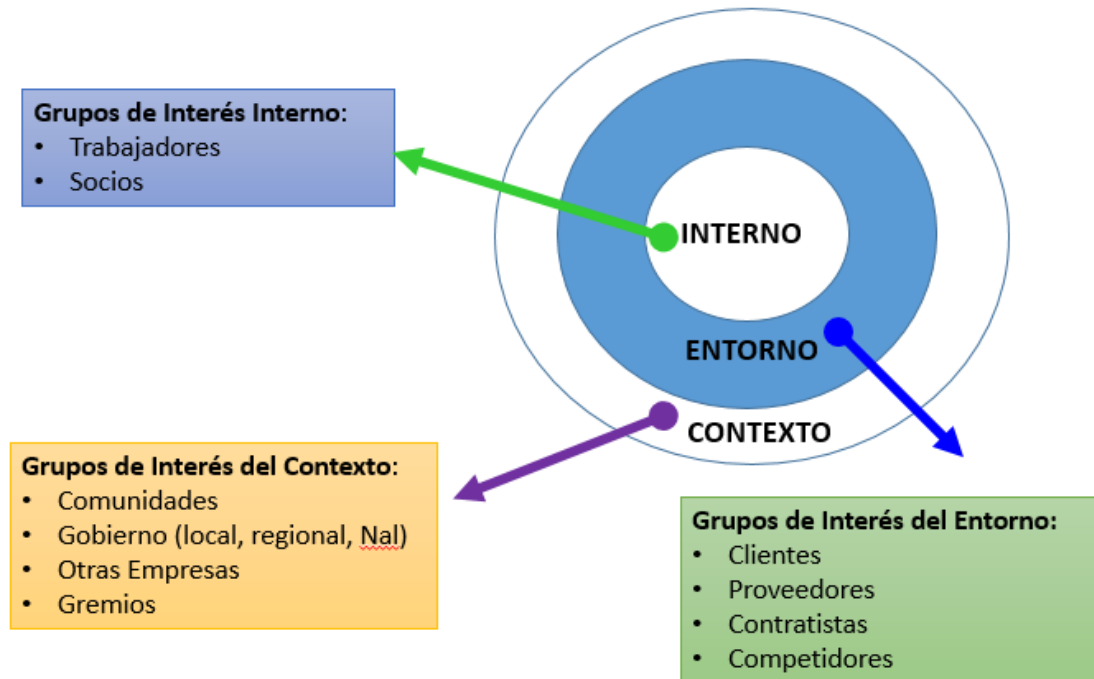 Grupos de Interés Interno:
• Trabajadores
• Socios
INTERNO
ENTORNO
CONTEXTO
Grupos de Interés del Contexto:
• Comunidades
• Gobierno (local, regional, Nal)
• Otras Empresas
• Gremios
Grupos de Interés del Entorno:
• Clientes
• Proveedores
• Contratistas
• Competidores